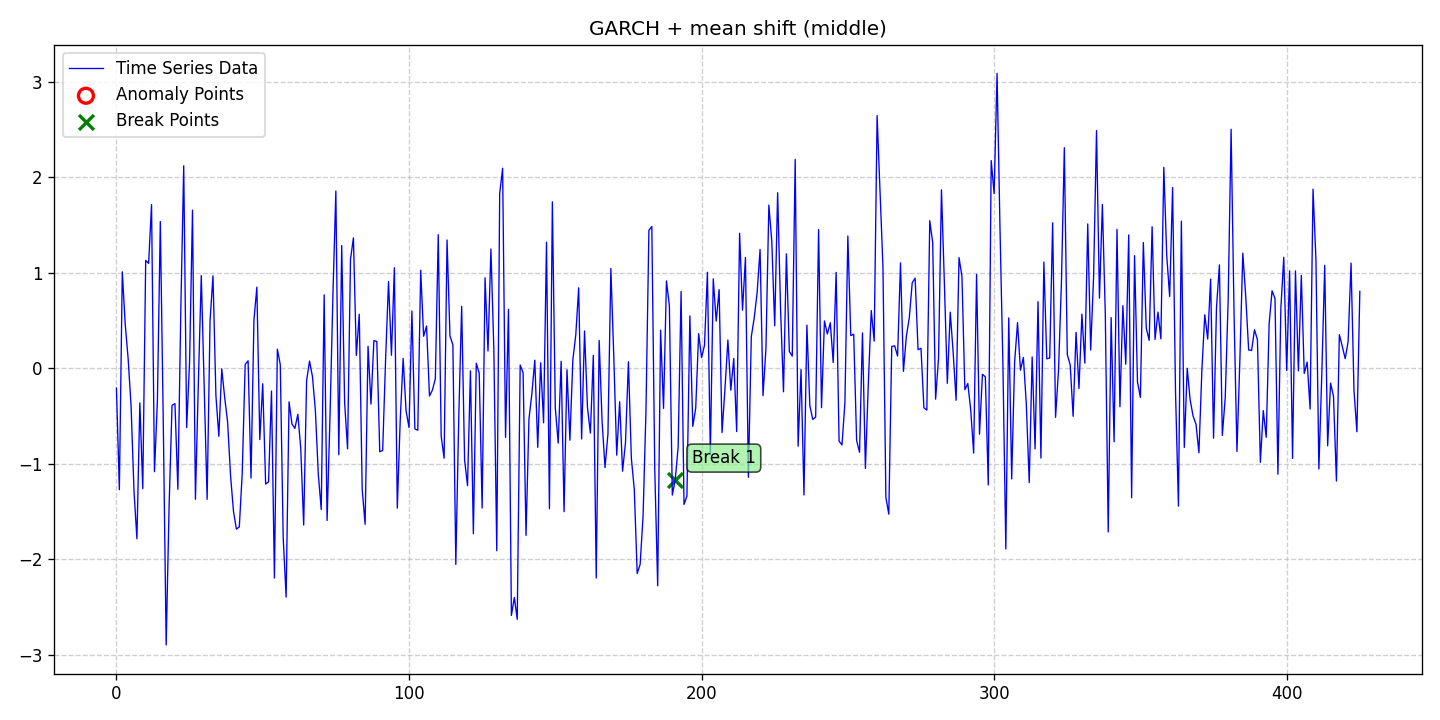 GARCH + mean shift (middle)
Time Series Data
Anomaly Points
Break Points
3
2
1
0
−1
−2
−3
Break 1
0
100
200
300
400